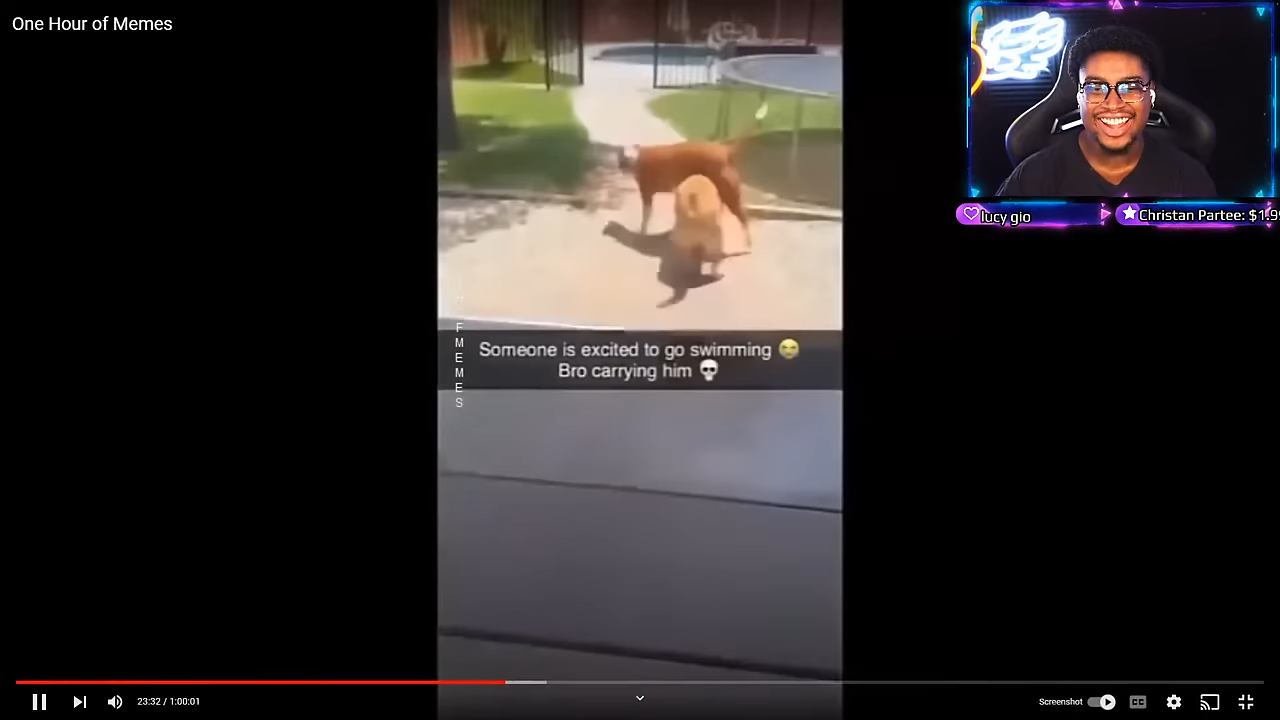 One Hour of Memes
lucy gio
Christan Partee: $1.9
F
M
E
M
E
S
Someone is excited to go swimming 😭
Bro carrying him 💀
23:32 / 1:00:01
Screenshot
CC